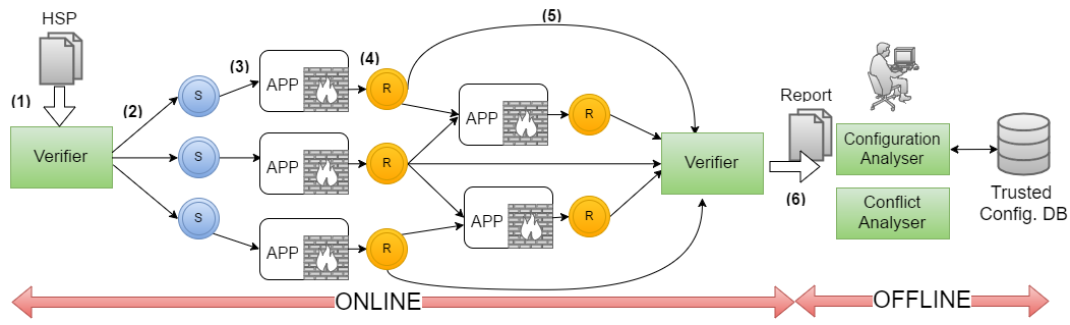 HSP
(1)
(2)
(3)
(4)
(5)
Verifier
S
S
S
APP
APP
APP
R
R
R
APP
APP
R
R
Verifier
Report
(6)
Configuration
Analyser
Conflict
Analyser
Trusted
Config. DB
ONLINE
OFFLINE